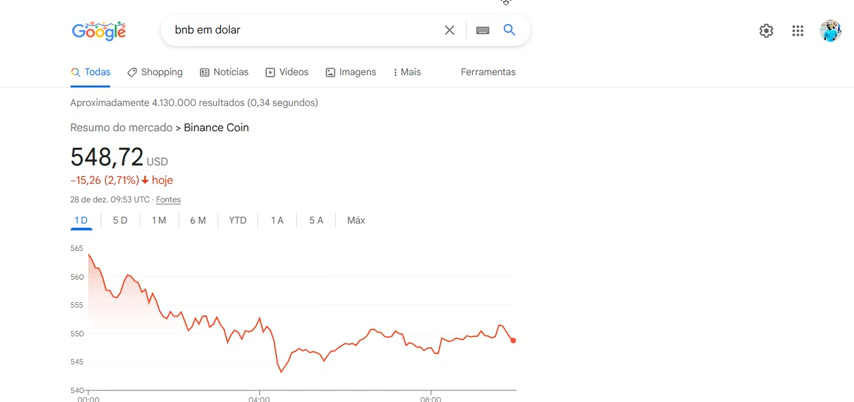 Google
bnb em dolar
Todas Shopping Notícias Vídeos Imagens Mais Ferramentas
Aproximadamente 4.130.000 resultados (0,34 segundos)
Resumo do mercado > Binance Coin
548,72 USD
−15,26 (2,71%) hoje
28 de dez. 09:53 UTC · Fontes
1 D 5 D 1 M 6 M YTD 1 A 5 A Máx
565
560
555
550
545
540
00:00 04:00 08:00